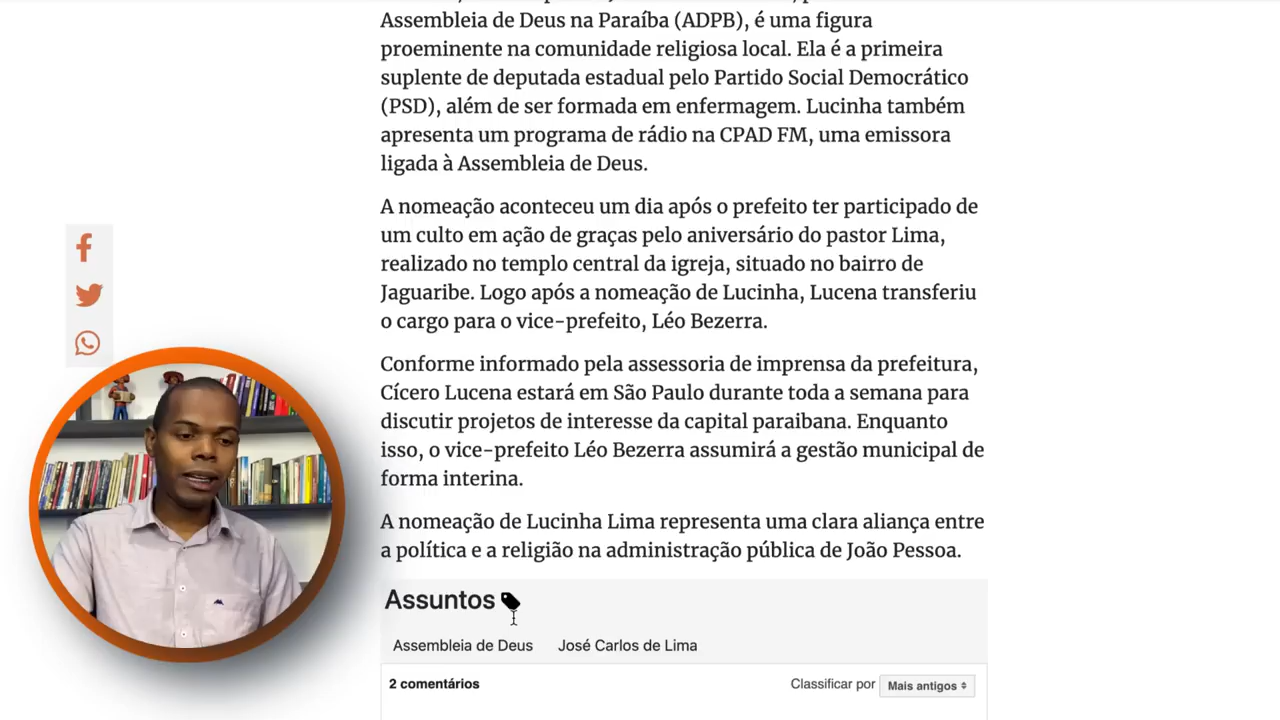 Assembleia de Deus na Paraíba (ADPB), é uma figura
proeminente na comunidade religiosa local. Ela é a primeira
suplente de deputada estadual pelo Partido Social Democrático
(PSD), além de ser formada em enfermagem. Lucinha também
apresenta um programa de rádio na CPAD FM, uma emissora
ligada à Assembleia de Deus.
A nomeação aconteceu um dia após o prefeito ter participado de
um culto em ação de graças pelo aniversário do pastor Lima,
realizado no templo central da igreja, situado no bairro de
Jaguaribe. Logo após a nomeação de Lucinha, Lucena transferiu
o cargo para o vice-prefeito, Léo Bezerra.
Conforme informado pela assessoria de imprensa da prefeitura,
Cícero Lucena estará em São Paulo durante toda a semana para
discutir projetos de interesse da capital paraibana. Enquanto
isso, o vice-prefeito Léo Bezerra assumirá a gestão municipal de
forma interina.
A nomeação de Lucinha Lima representa uma clara aliança entre
a política e a religião na administração pública de João Pessoa.
Assuntos
Assembleia de Deus José Carlos de Lima
2 comentários Classificar por Mais antigos